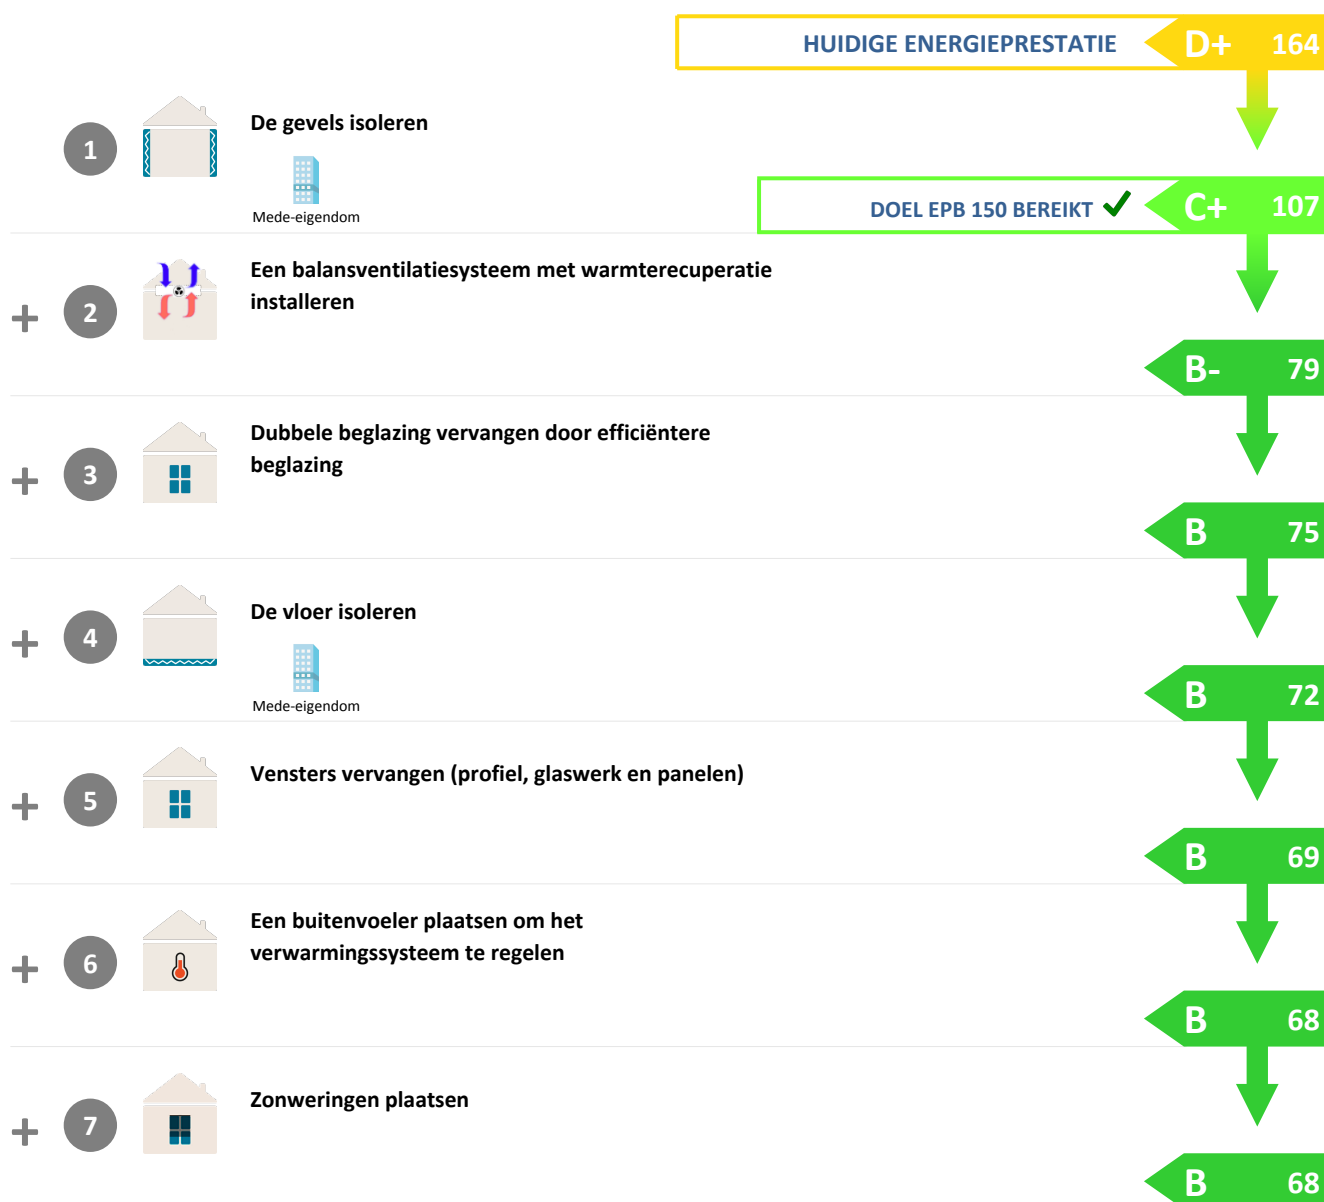 HUIDIGE ENERGIEPRESTATIE D+ 164
1 De gevels isoleren
Mede-eigendom
DOEL EPB 150 BEREIKT C+ 107
+ 2 Een balansventilatiesysteem met warmterecuperatie
installeren
B- 79
+ 3 Dubbele beglazing vervangen door efficiëntere
beglazing
B 75
+ 4 De vloer isoleren
Mede-eigendom
B 72
+ 5 Vensters vervangen (profiel, glaswerk en panelen)
B 69
+ 6 Een buitenvoeler plaatsen om het
verwarmingssysteem te regelen
B 68
+ 7 Zonweringen plaatsen
B 68